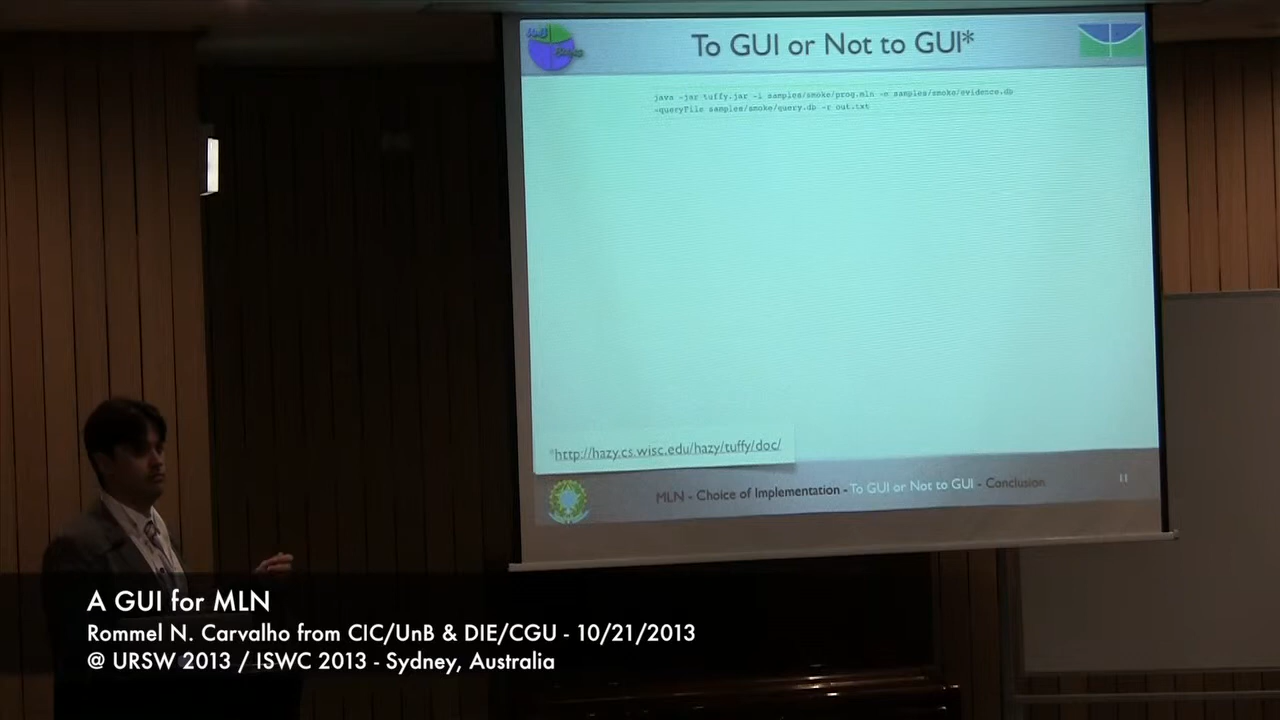 UnB
To GUI or Not to GUI*
java -jar tuffy.jar -i samples/smoke/prog.mln -e samples/smoke/evidence.db
-queryFile samples/smoke/query.db -r out.txt
*http://hazy.cs.wisc.edu/hazy/tuffy/doc/
MLN - Choice of Implementation - To GUI or Not to GUI - Conclusion
11
A GUI for MLN
Rommel N. Carvalho from CIC/UnB & DIE/CGU - 10/21/2013
@ URSW 2013 / ISWC 2013 - Sydney, Australia